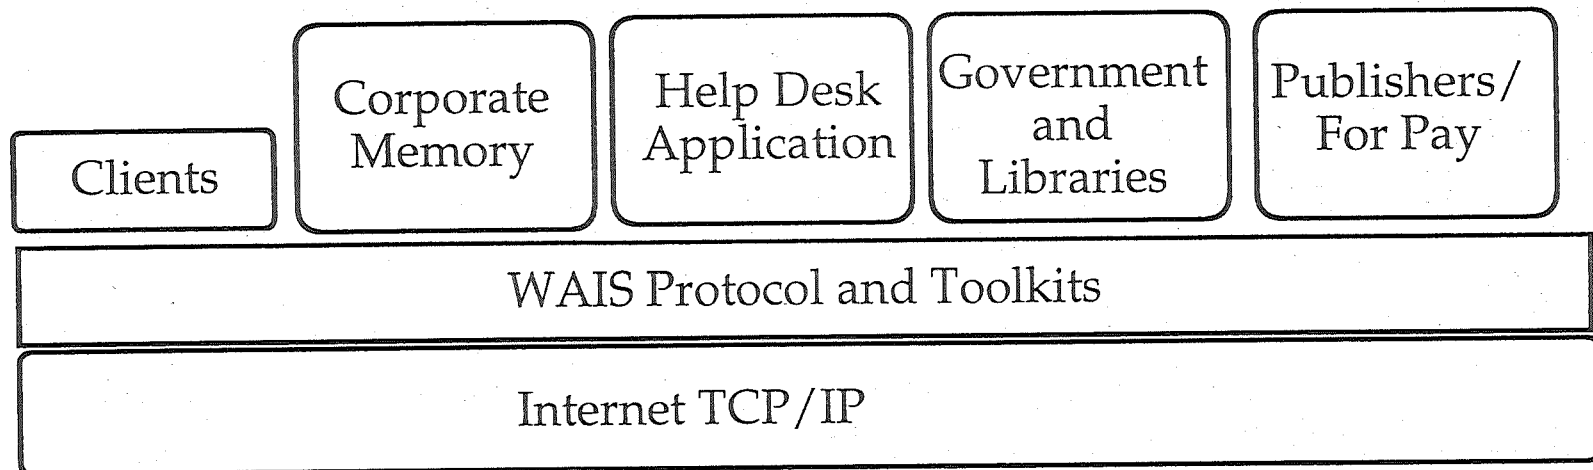 Clients
Corporate
Memory
Help Desk
Application
Government
and
Libraries
Publishers/
For Pay
WAIS Protocol and Toolkits
Internet TCP/IP